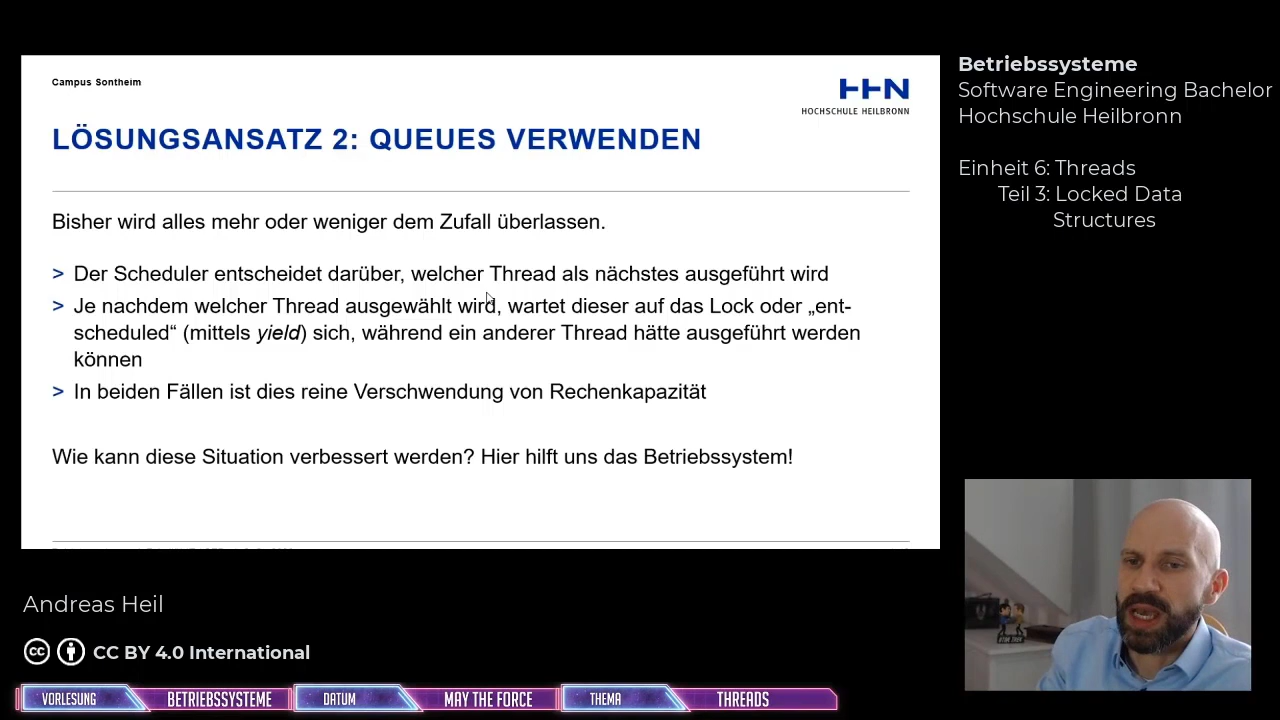 Campus Sontheim
HHN
HOCHSCHULE HEILBRONN
LÖSUNGSANSATZ 2: QUEUES VERWENDEN
Bisher wird alles mehr oder weniger dem Zufall überlassen.
> Der Scheduler entscheidet darüber, welcher Thread als nächstes ausgeführt wird
> Je nachdem welcher Thread ausgewählt wird, wartet dieser auf das Lock oder „ent-
scheduled“ (mittels yield) sich, während ein anderer Thread hätte ausgeführt werden
können
> In beiden Fällen ist dies reine Verschwendung von Rechenkapazität
Wie kann diese Situation verbessert werden? Hier hilft uns das Betriebssystem!
Betriebssysteme
Software Engineering Bachelor
Hochschule Heilbronn
Einheit 6: Threads
Teil 3: Locked Data
Structures
Andreas Heil
cc CC BY 4.0 International
VORLESUNG BETRIEBSSYSTEME DATUM MAY THE FORCE THEMA THREADS